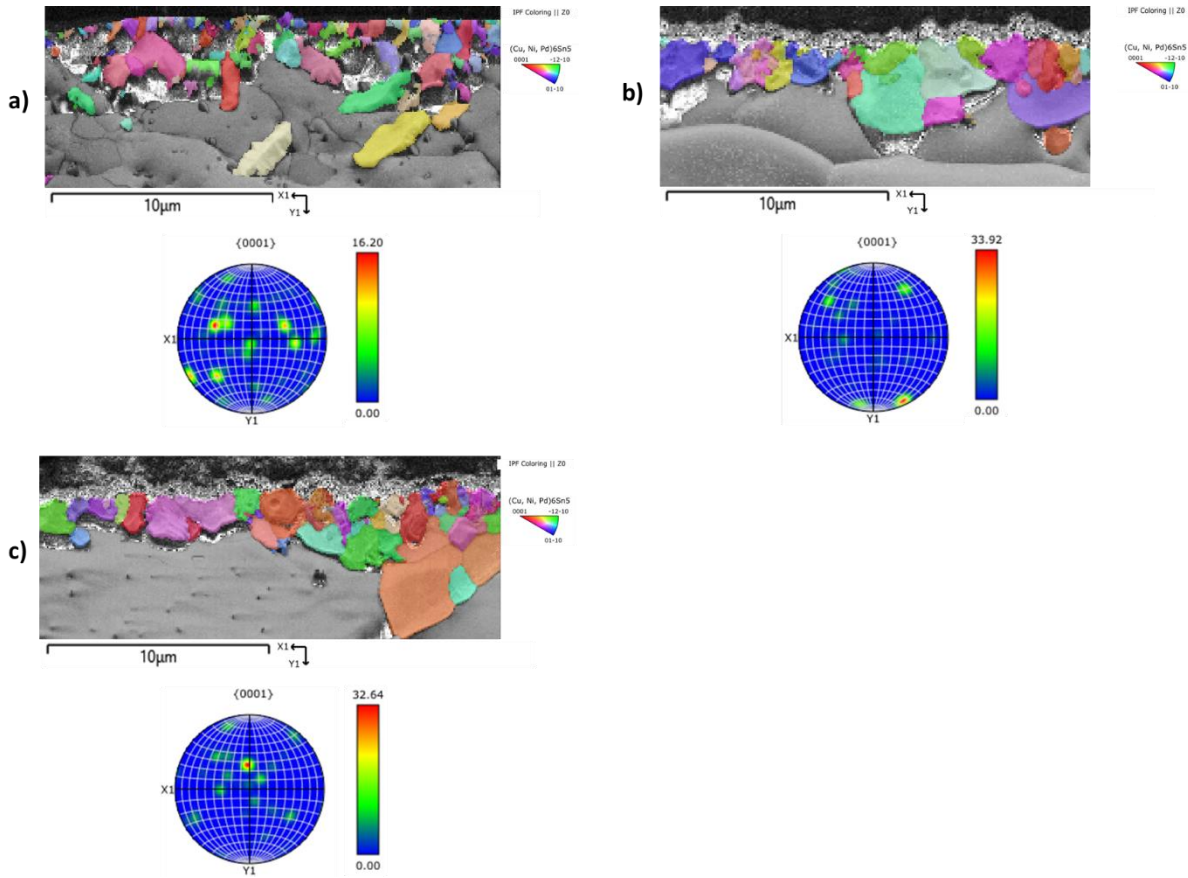 a)
IPF Coloring || Z0
(Cu, Ni, Pd)6Sn5
0001 -12-10
01-10
10μm
X1
Y1
{0001}
16.20
X1
0.00
Y1
b)
IPF Coloring || Z0
(Cu, Ni, Pd)6Sn5
0001 -12-10
01-10
10μm
X1
Y1
{0001}
33.92
X1
0.00
Y1
c)
IPF Coloring || Z0
(Cu, Ni, Pd)6Sn5
0001 -12-10
01-10
10μm
X1
Y1
{0001}
32.64
X1
0.00
Y1